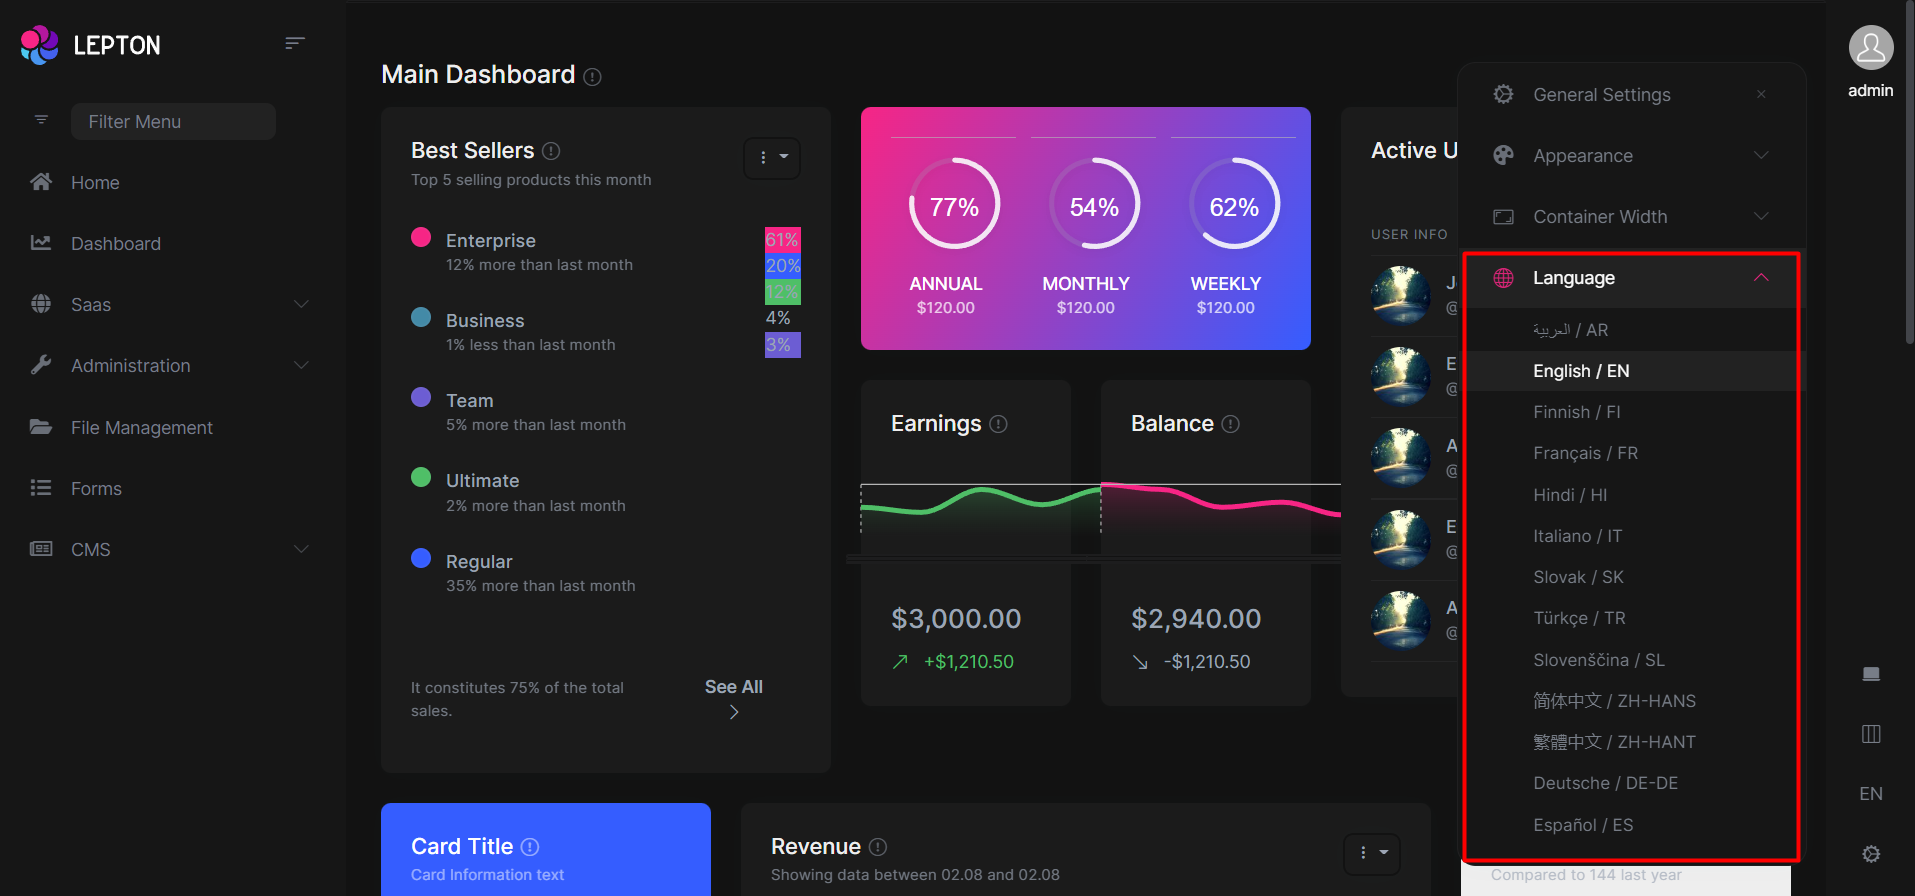 LEPTON
Filter Menu
Home
Dashboard
Saas
Administration
File Management
Forms
CMS
Main Dashboard
Best Sellers
Top 5 selling products this month
Enterprise
12% more than last month
Business
1% less than last month
Team
5% more than last month
Ultimate
2% more than last month
Regular
35% more than last month
61%
20%
12%
4%
3%
It constitutes 75% of the total
sales.
See All
77%
54%
62%
ANNUAL
$120.00
MONTHLY
$120.00
WEEKLY
$120.00
Earnings
$3,000.00
+$1,210.50
Balance
$2,940.00
-$1,210.50
Active U
USER INFO
J
@
E
@
A
@
E
@
A
@
Card Title
Card Information text
Revenue
Showing data between 02.08 and 02.08
General Settings
Appearance
Container Width
Language
العربية / AR
English / EN
Finnish / FI
Français / FR
Hindi / HI
Italiano / IT
Slovak / SK
Türkçe / TR
Slovenščina / SL
简体中文 / ZH-HANS
繁體中文 / ZH-HANT
Deutsche / DE-DE
Español / ES
Compared to 144 last year
admin
EN